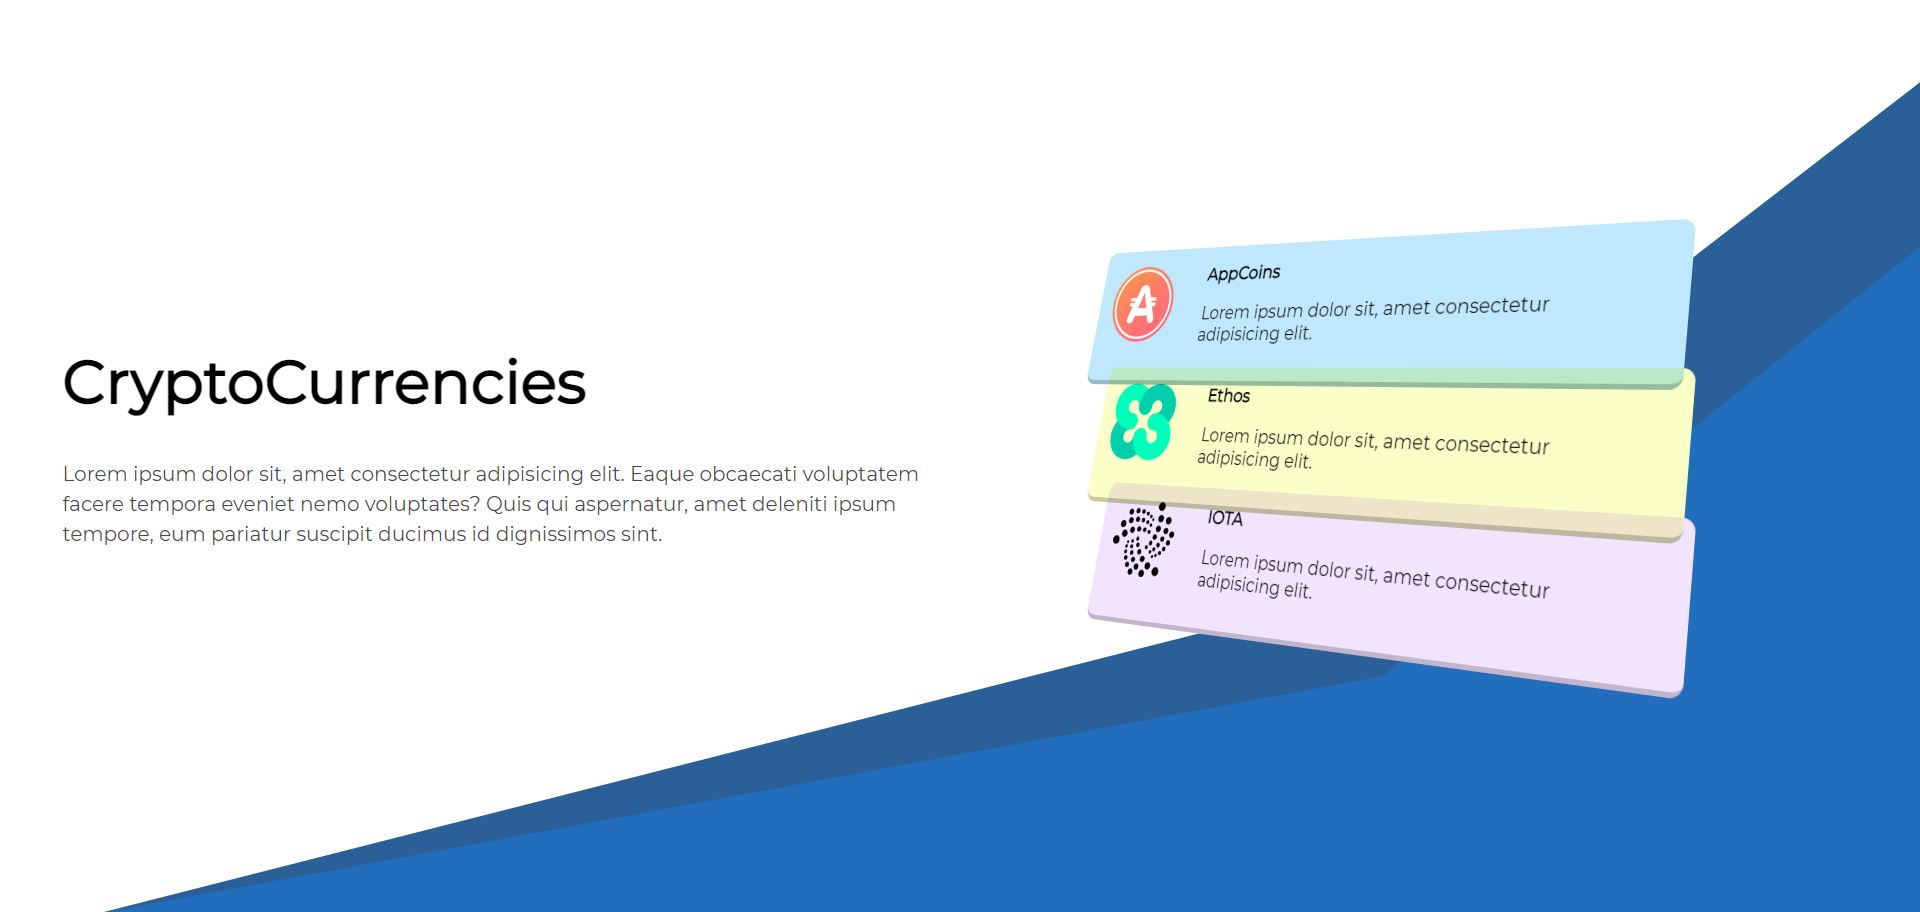 CryptoCurrencies
Lorem ipsum dolor sit, amet consectetur adipisicing elit. Eaque obcaecati voluptatem
facere tempora eveniet nemo voluptates? Quis qui aspernatur, amet deleniti ipsum
tempore, eum pariatur suscipit ducimus id dignissimos sint.
AppCoins
Lorem ipsum dolor sit, amet consectetur
adipisicing elit.
Ethos
Lorem ipsum dolor sit, amet consectetur
adipisicing elit.
IOTA
Lorem ipsum dolor sit, amet consectetur
adipisicing elit.